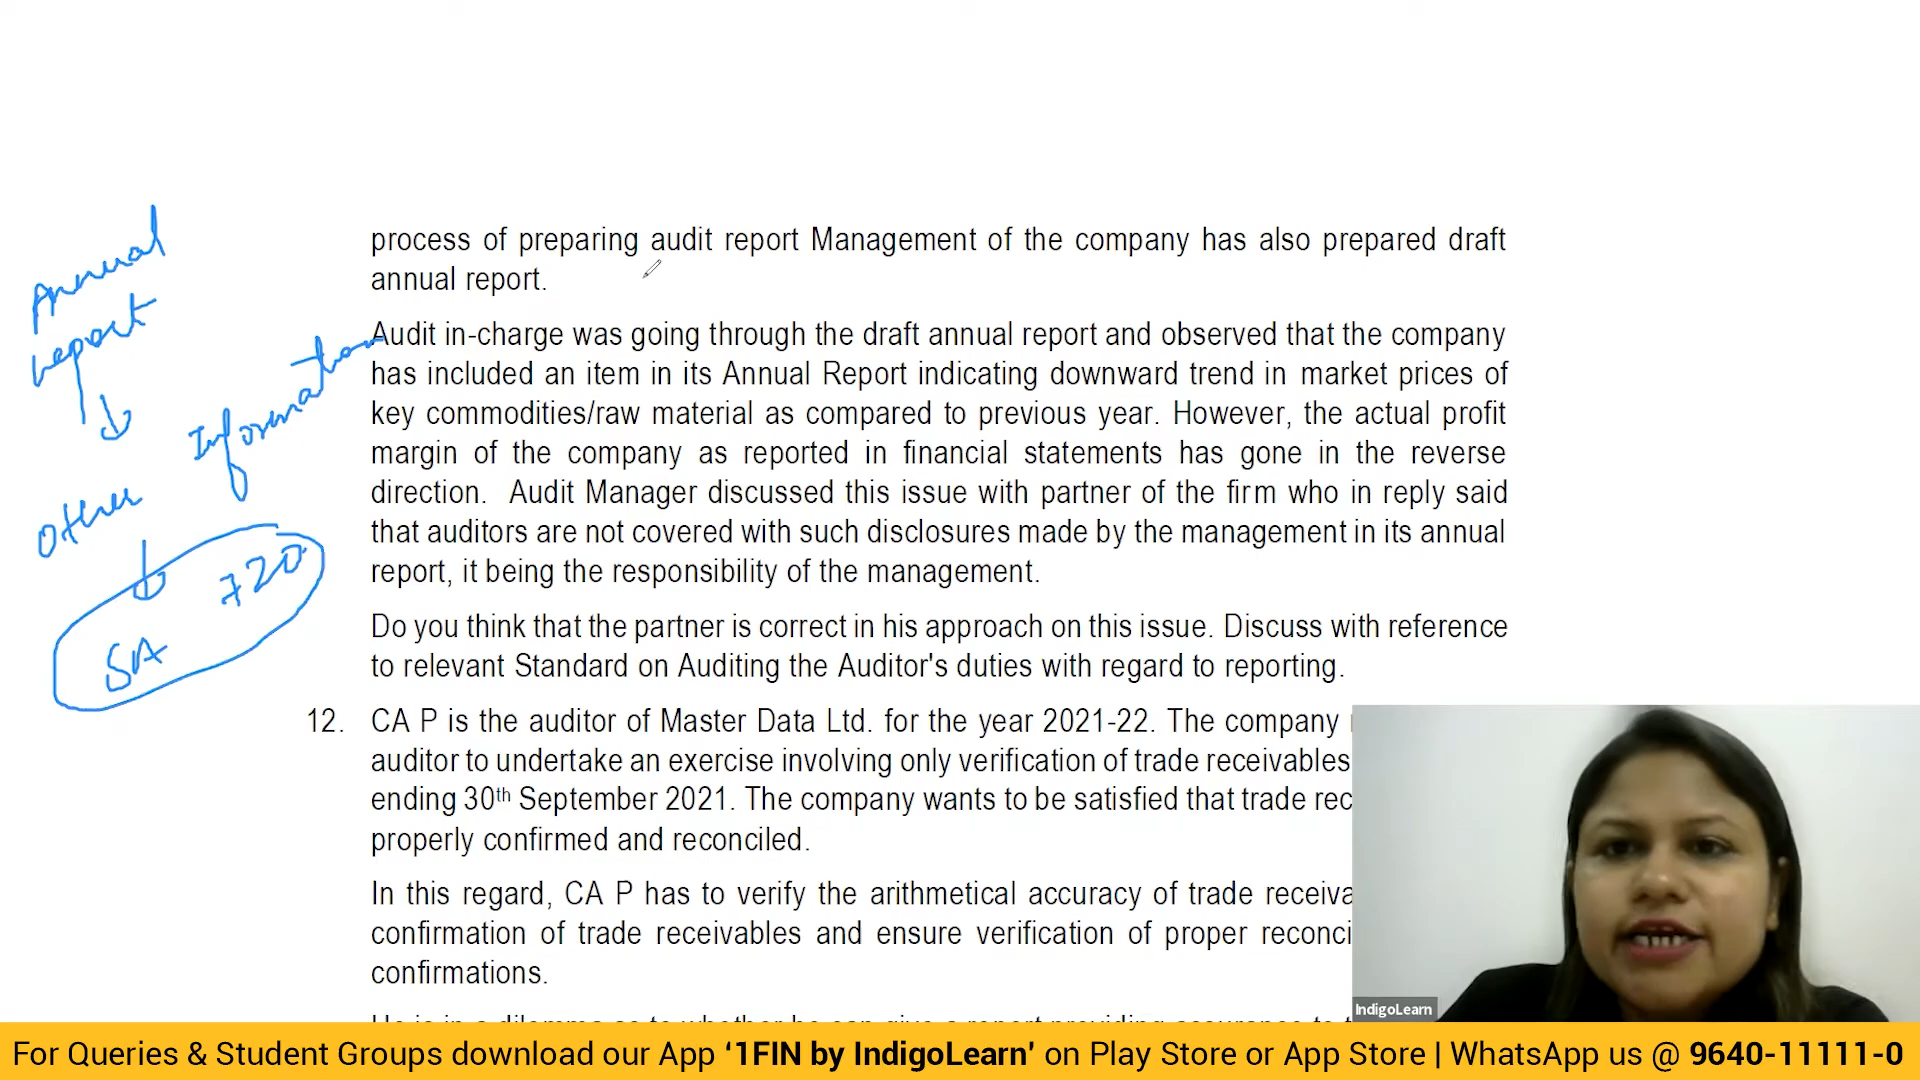 process of preparing audit report Management of the company has also prepared draft
annual report.
Audit in-charge was going through the draft annual report and observed that the company
has included an item in its Annual Report indicating downward trend in market prices of
key commodities/raw material as compared to previous year. However, the actual profit
margin of the company as reported in financial statements has gone in the reverse
direction. Audit Manager discussed this issue with partner of the firm who in reply said
that auditors are not covered with such disclosures made by the management in its annual
report, it being the responsibility of the management.
Do you think that the partner is correct in his approach on this issue. Discuss with reference
to relevant Standard on Auditing the Auditor's duties with regard to reporting.
12. CA P is the auditor of Master Data Ltd. for the year 2021-22. The company
auditor to undertake an exercise involving only verification of trade receivables
ending 30th September 2021. The company wants to be satisfied that trade rec
properly confirmed and reconciled.
In this regard, CA P has to verify the arithmetical accuracy of trade receiva
confirmation of trade receivables and ensure verification of proper reconci
confirmations.
Annual
report
Other Information
SA 720
IndigoLearn
For Queries & Student Groups download our App ‘1FIN by IndigoLearn’ on Play Store or App Store | WhatsApp us @ 9640-11111-0